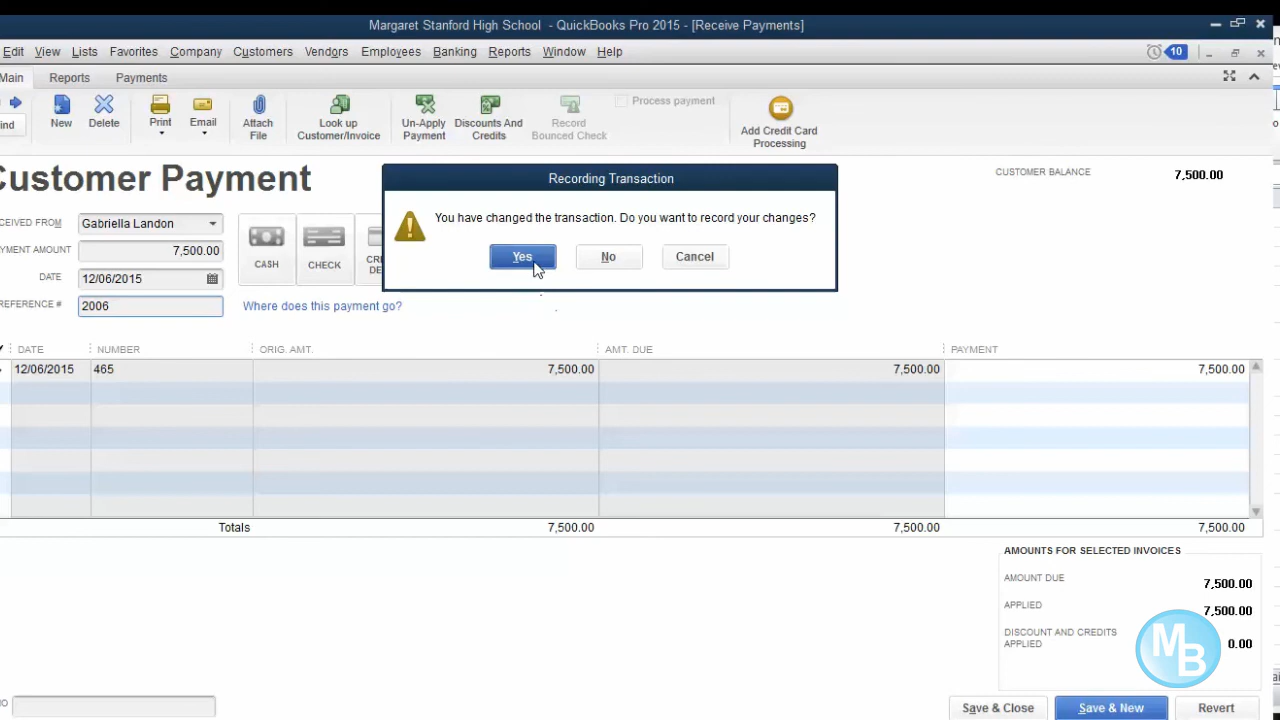 Margaret Stanford High School - QuickBooks Pro 2015 - [Receive Payments]
Edit View Lists Favorites Company Customers Vendors Employees Banking Reports Window Help 10
Main Reports Payments
ind New Delete Print Email Attach File Look up Customer/Invoice Un-Apply Payment Discounts And Credits Record Bounced Check Process payment Add Credit Card Processing
ustomer Payment
CUSTOMER BALANCE 7,500.00
Recording Transaction
You have changed the transaction. Do you want to record your changes?
Yes No Cancel
CEIVED FROM Gabriella Landon
YMENT AMOUNT 7,500.00
DATE 12/06/2015
REFERENCE # 2006
CASH CHECK
Where does this payment go?
DATE NUMBER ORIG. AMT. AMT. DUE PAYMENT
12/06/2015 465 7,500.00 7,500.00 7,500.00
Totals 7,500.00 7,500.00 7,500.00
AMOUNTS FOR SELECTED INVOICES
AMOUNT DUE 7,500.00
APPLIED 7,500.00
DISCOUNT AND CREDITS APPLIED 0.00
MB
Save & Close Save & New Revert